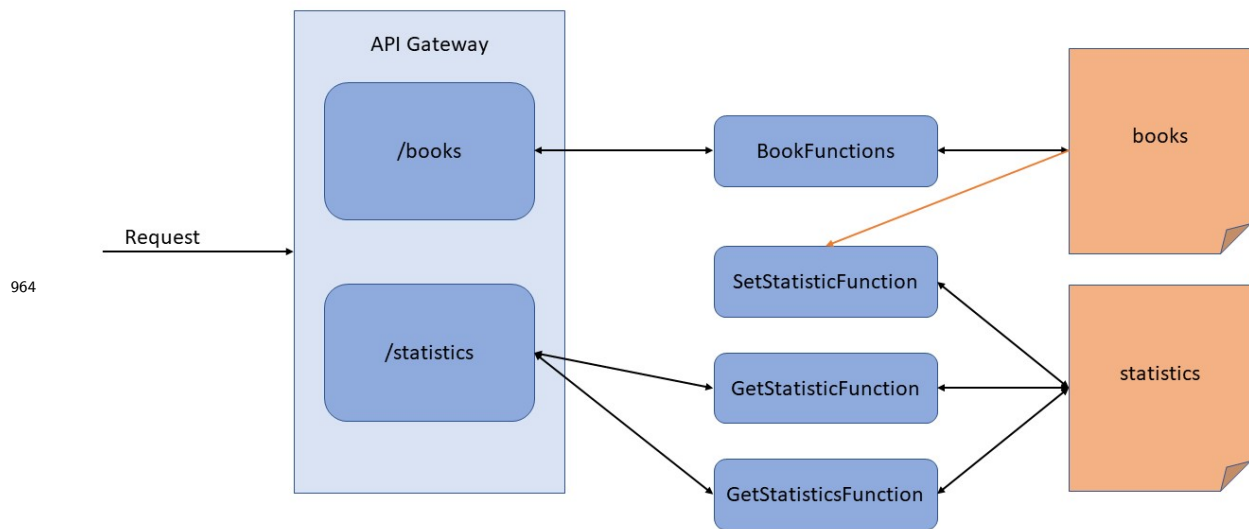 API Gateway
/books
BookFunctions
books
Request
964
SetStatisticFunction
/statistics
GetStatisticFunction
statistics
GetStatisticsFunction